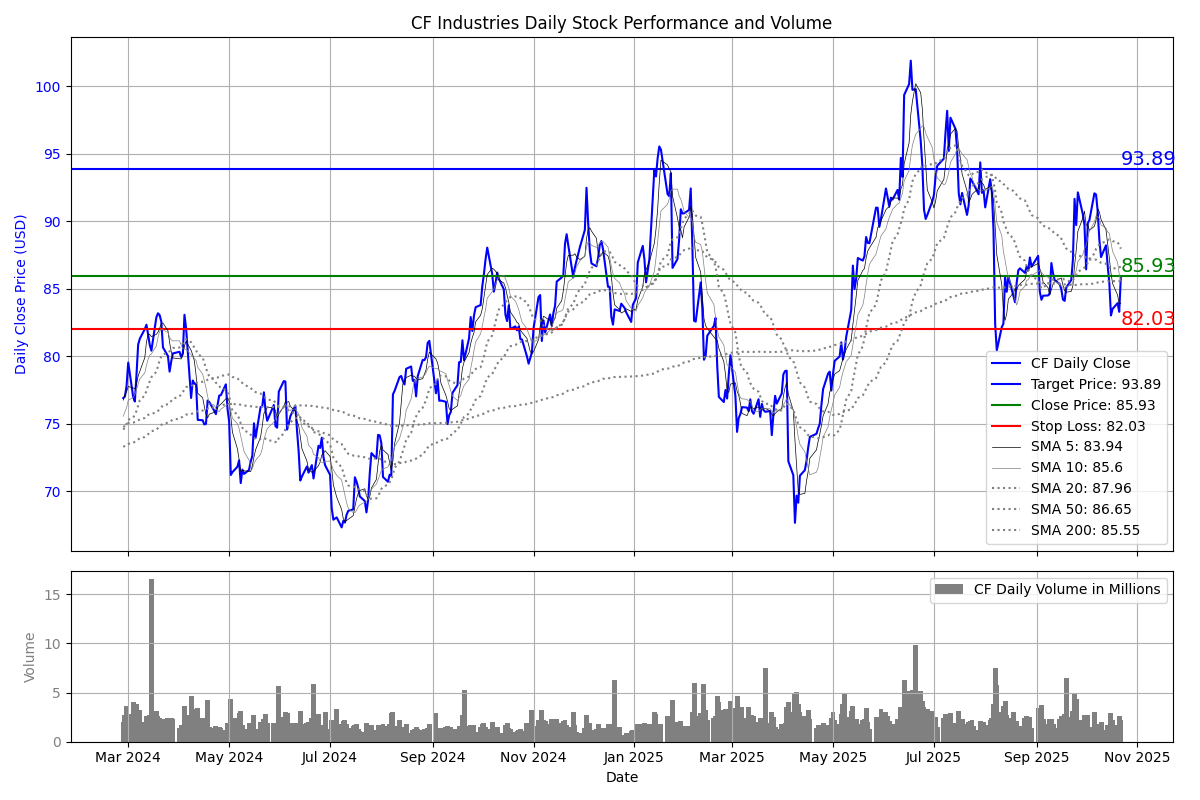 CF Industries Daily Stock Performance and Volume
Daily Close Price (USD)
100
95
90
85
80
75
70
93.89
85.93
82.03
CF Daily Close
Target Price: 93.89
Close Price: 85.93
Stop Loss: 82.03
SMA 5: 83.94
SMA 10: 85.6
SMA 20: 87.96
SMA 50: 86.65
SMA 200: 85.55
Volume
15
10
5
0
CF Daily Volume in Millions
Mar 2024 May 2024 Jul 2024 Sep 2024 Nov 2024 Jan 2025 Mar 2025 May 2025 Jul 2025 Sep 2025 Nov 2025
Date